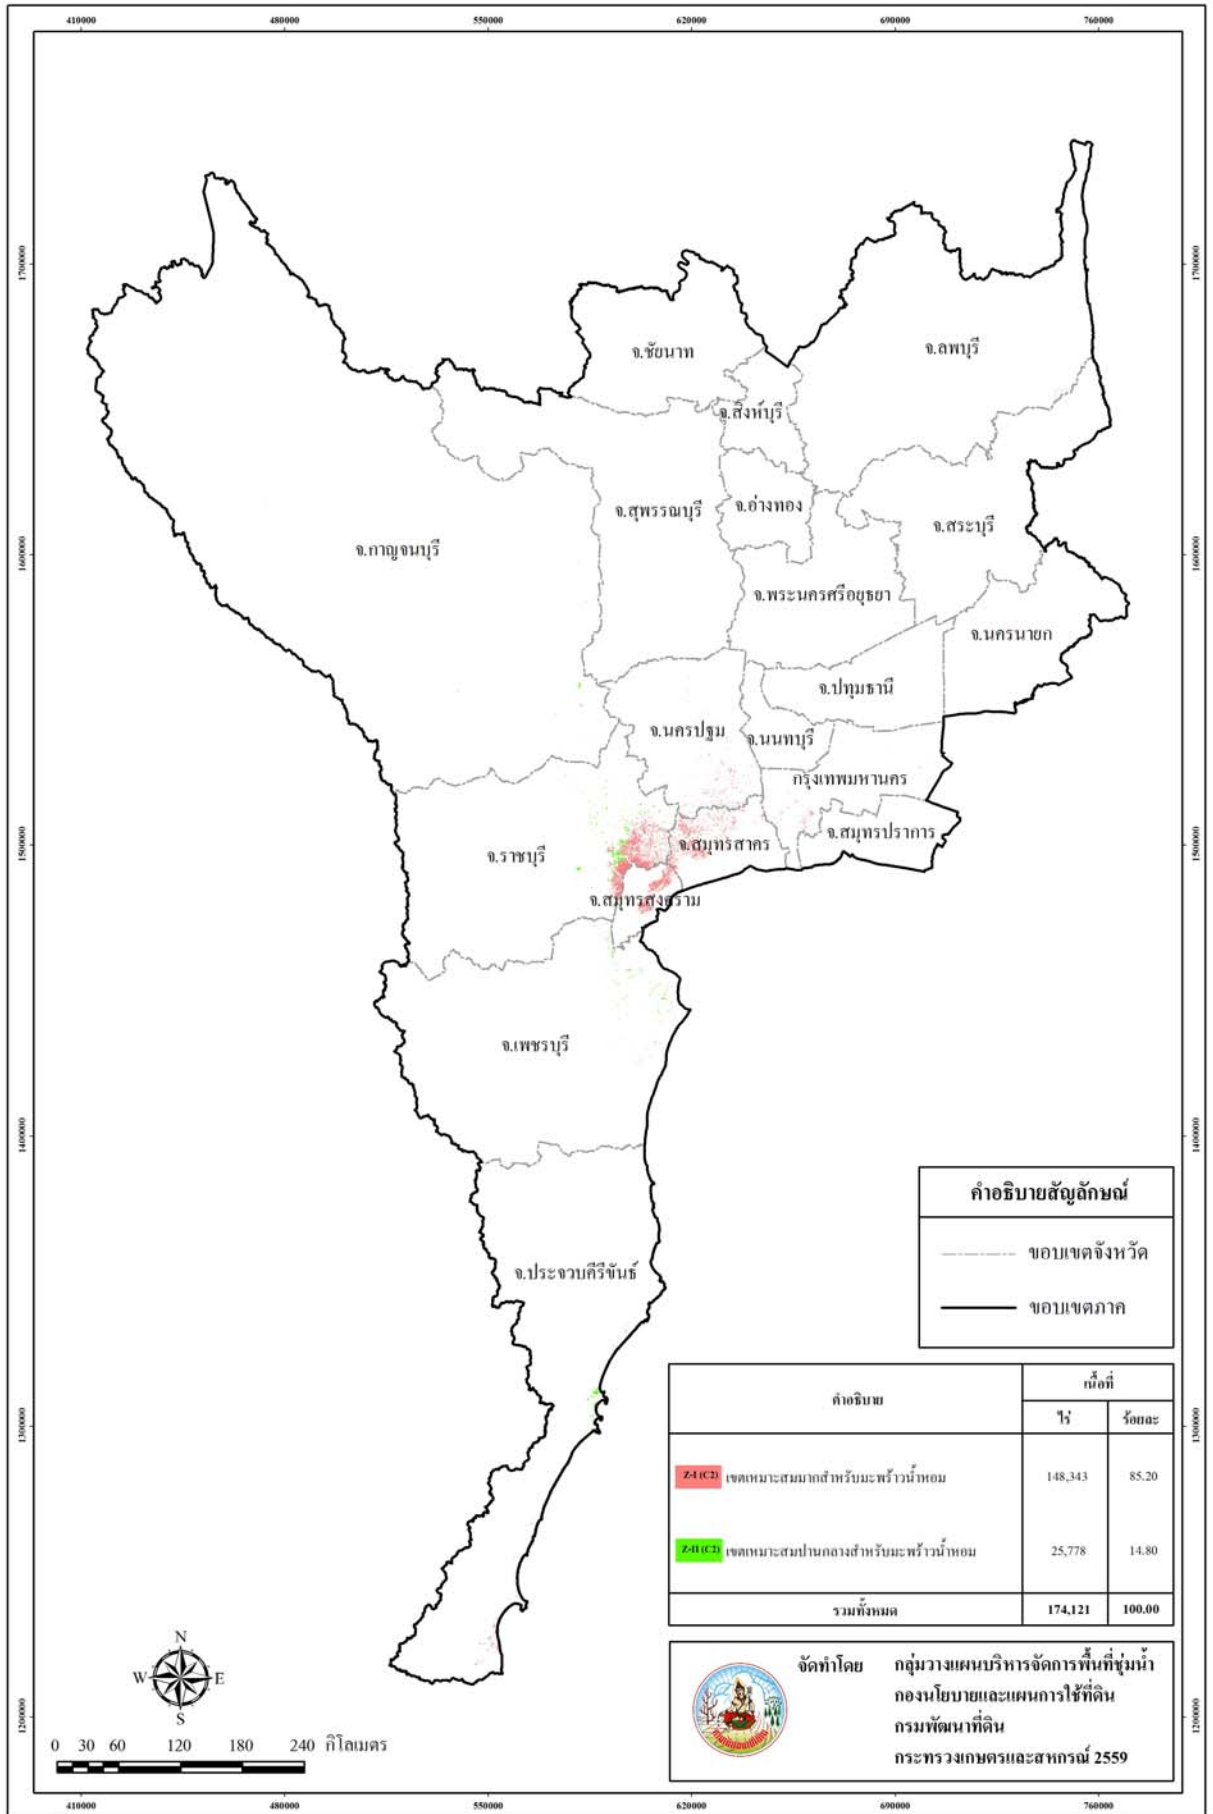 410000 480000 550000 620000 690000 760000
1700000 1700000
จ.ชัยนาท
จ.ลพบุรี
จ.สิงห์บุรี
จ.สุพรรณบุรี
จ.อ่างทอง
จ.สระบุรี
จ.กาญจนบุรี
1600000 1600000
จ.พระนครศรีอยุธยา
จ.นครนายก
จ.ปทุมธานี
จ.นครปฐม
จ.นนทบุรี
กรุงเทพมหานคร
จ.สมุทรปราการ
จ.สมุทรสาคร
1500000 1500000
จ.ราชบุรี
จ.สมุทรสงคราม
จ.เพชรบุรี
1400000 1400000
คำอธิบายสัญลักษณ์
ขอบเขตจังหวัด
ขอบเขตภาค
จ.ประจวบคีรีขันธ์
1300000 1300000
คำอธิบาย เนื้อที่
ไร่ ร้อยละ
Z-I (C2) เขตเหมาะสมมากสำหรับมะพร้าวน้ำหอม 148,343 85.20
Z-II (C2) เขตเหมาะสมปานกลางสำหรับมะพร้าวน้ำหอม 25,778 14.80
รวมทั้งหมด 174,121 100.00
จัดทำโดย กลุ่มวางแผนบริหารจัดการพื้นที่ชุ่มน้ำ
กองนโยบายและแผนการใช้ที่ดิน
กรมพัฒนาที่ดิน
กระทรวงเกษตรและสหกรณ์ 2559
N
W E
S
1200000 1200000
0 30 60 120 180 240 กิโลเมตร
410000 480000 550000 620000 690000 760000